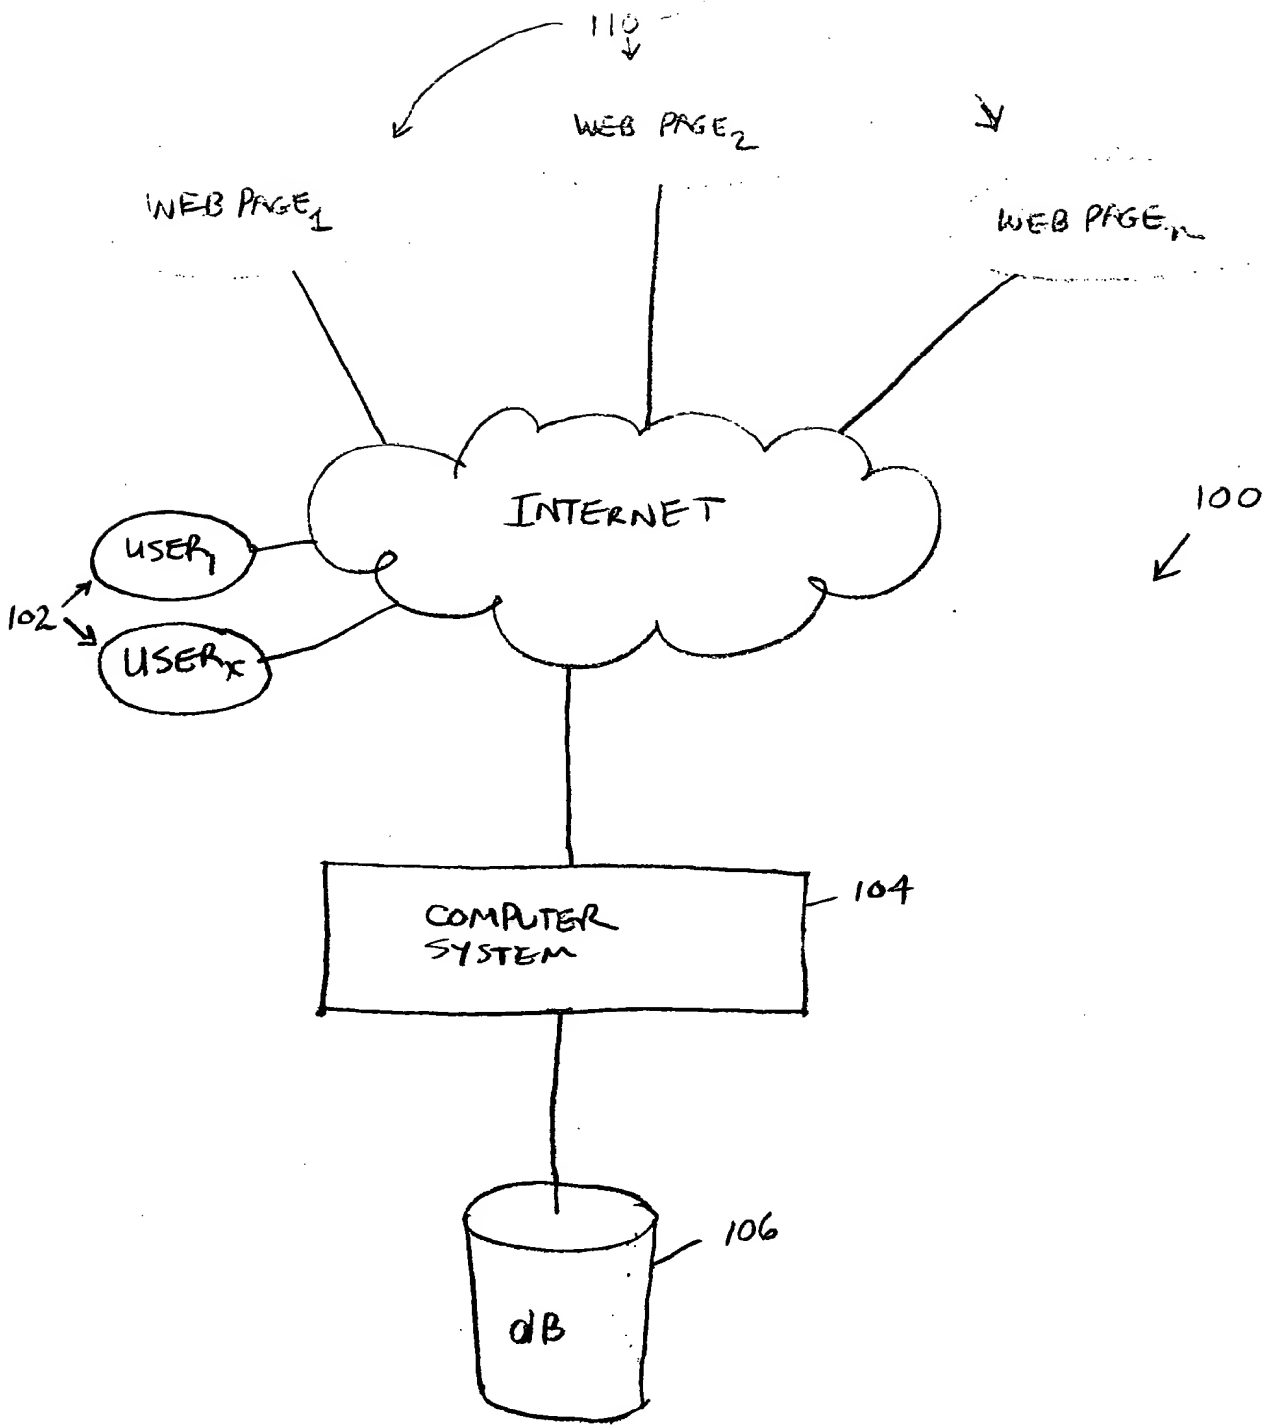 110
WEB PAGE2
WEB PAGE1
WEB PAGEn
INTERNET
100
USER1
102
USERx
104
COMPUTER
SYSTEM
106
dB